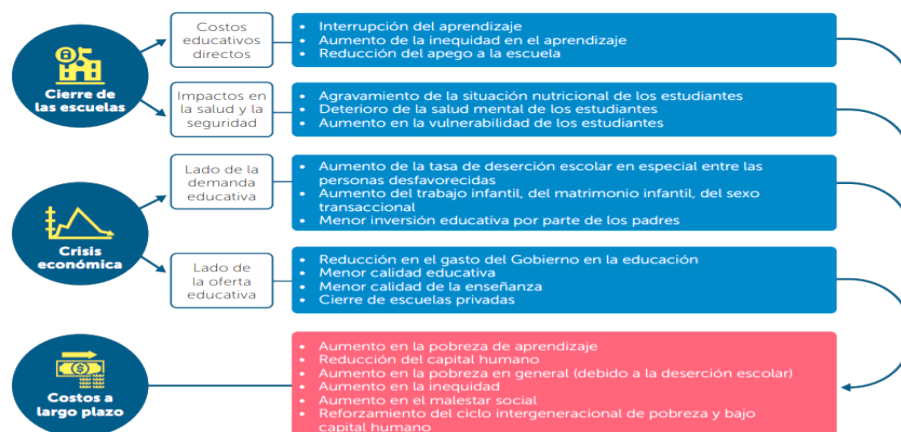 Cierre de
las escuelas
Costos
educativos
directos
• Interrupción del aprendizaje
• Aumento de la inequidad en el aprendizaje
• Reducción del apego a la escuela
Impactos en
la salud y la
seguridad
• Agravamiento de la situación nutricional de los estudiantes
• Deterioro de la salud mental de los estudiantes
• Aumento en la vulnerabilidad de los estudiantes
Crisis
económica
Lado de la
demanda
educativa
• Aumento de la tasa de deserción escolar en especial entre las
personas desfavorecidas
• Aumento del trabajo infantil, del matrimonio infantil, del sexo
transaccional
• Menor inversión educativa por parte de los padres
Lado de
la oferta
educativa
• Reducción en el gasto del Gobierno en la educación
• Menor calidad educativa
• Menor calidad de la enseñanza
• Cierre de escuelas privadas
Costos a
largo plazo
• Aumento en la pobreza de aprendizaje
• Reducción del capital humano
• Aumento en la pobreza en general (debido a la deserción escolar)
• Aumento en la inequidad
• Aumento en el malestar social
• Reforzamiento del ciclo intergeneracional de pobreza y bajo
capital humano